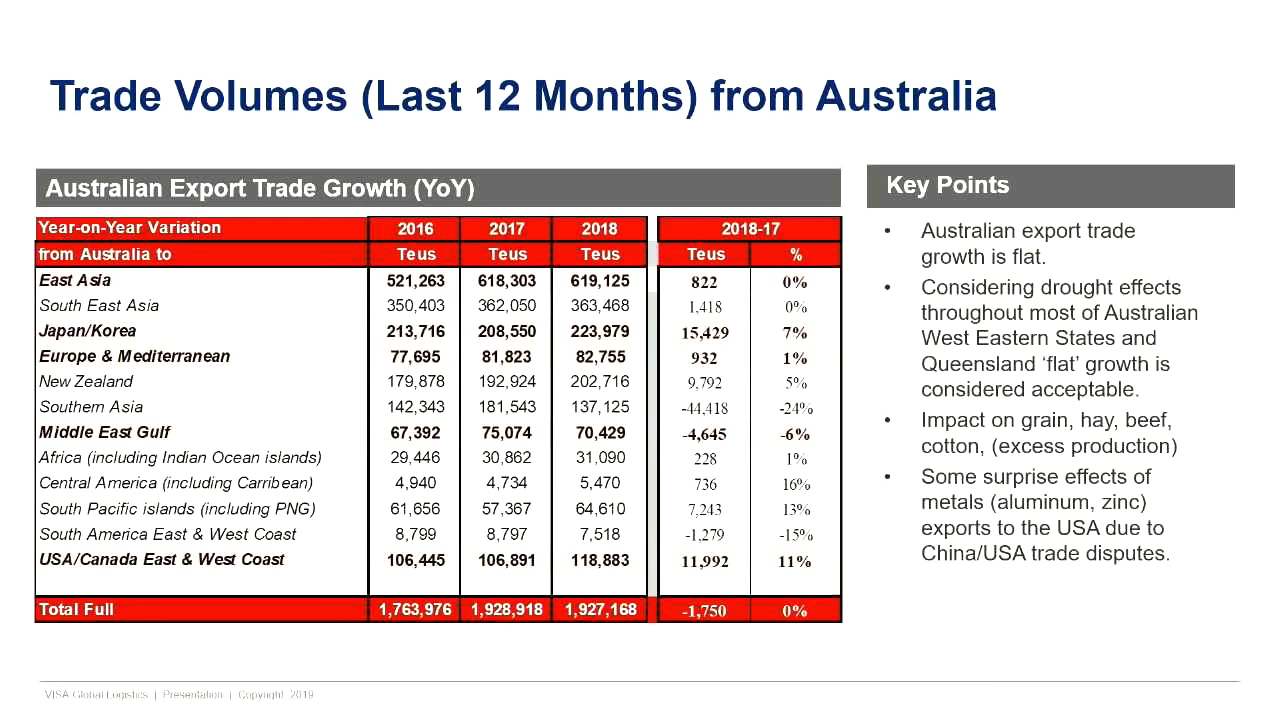 Trade Volumes (Last 12 Months) from Australia
Australian Export Trade Growth (YoY)
Year-on-Year Variation 2016 2017 2018 2018-17
from Australia to Teus Teus Teus Teus %
East Asia 521,263 618,303 619,125 822 0%
South East Asia 350,403 362,050 363,468 1,418 0%
Japan/Korea 213,716 208,550 223,979 15,429 7%
Europe & Mediterranean 77,695 81,823 82,755 932 1%
New Zealand 179,878 192,924 202,716 9,792 5%
Southern Asia 142,343 181,543 137,125 -44,418 -24%
Middle East Gulf 67,392 75,074 70,429 -4,645 -6%
Africa (including Indian Ocean islands) 29,446 30,862 31,090 228 1%
Central America (including Carribean) 4,940 4,734 5,470 736 16%
South Pacific islands (including PNG) 61,656 57,367 64,610 7,243 13%
South America East & West Coast 8,799 8,797 7,518 -1,279 -15%
USA/Canada East & West Coast 106,445 106,891 118,883 11,992 11%
Total Full 1,763,976 1,928,918 1,927,168 -1,750 0%
Key Points
• Australian export trade
growth is flat.
• Considering drought effects
throughout most of Australian
West Eastern States and
Queensland ‘flat’ growth is
considered acceptable.
• Impact on grain, hay, beef,
cotton, (excess production)
• Some surprise effects of
metals (aluminum, zinc)
exports to the USA due to
China/USA trade disputes.
VISA Global Logistics | Presentation | Copyright 2019